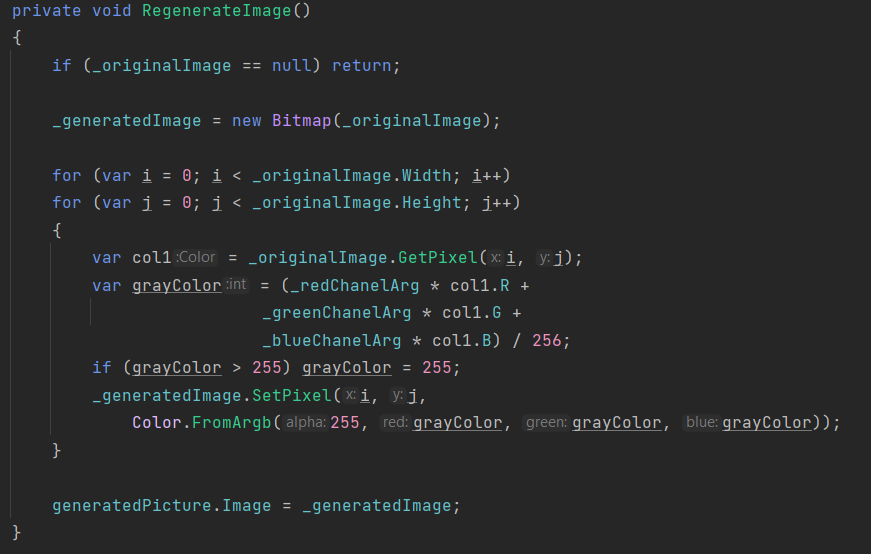 private void RegenerateImage()
{
    if (_originalImage == null) return;

    _generatedImage = new Bitmap(_originalImage);

    for (var i = 0; i < _originalImage.Width; i++)
    for (var j = 0; j < _originalImage.Height; j++)
    {
        var col1 :Color = _originalImage.GetPixel( x: i, y: j);
        var grayColor :int = (_redChanelArg * col1.R +
                         _greenChanelArg * col1.G +
                         _blueChanelArg * col1.B) / 256;
        if (grayColor > 255) grayColor = 255;
        _generatedImage.SetPixel( x: i, y: j,
            Color.FromArgb( alpha: 255, red: grayColor, green: grayColor, blue: grayColor));
    }

    generatedPicture.Image = _generatedImage;
}